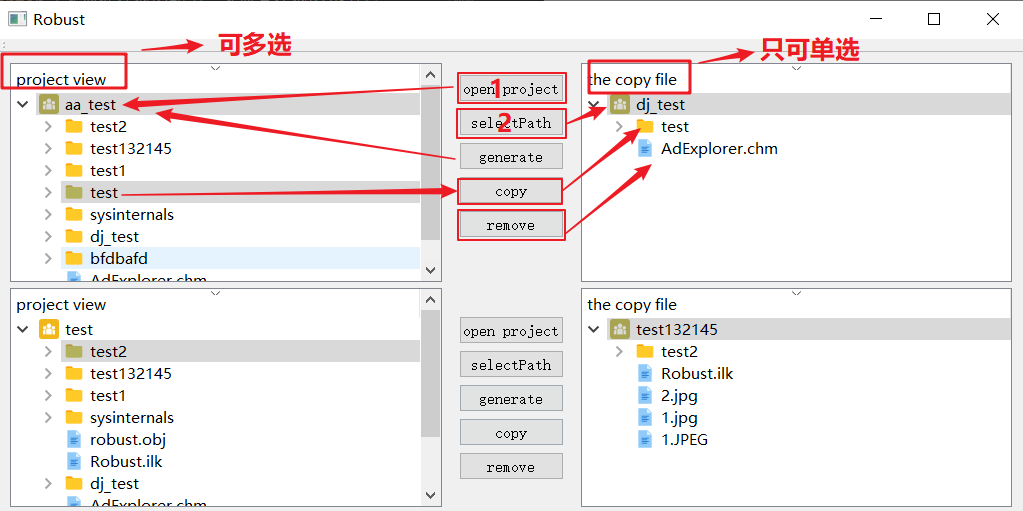 Robust
可多选
只可单选
project view
aa_test
test2
test132145
test1
test
sysinternals
dj_test
bfdbafd
AdExplorer.chm
1
open project
2
selectPath
generate
copy
remove
the copy file
dj_test
test
AdExplorer.chm
project view
test
test2
test132145
test1
sysinternals
robust.obj
Robust.ilk
dj_test
AdExplorer.chm
open project
selectPath
generate
copy
remove
the copy file
test132145
test2
Robust.ilk
2.jpg
1.jpg
1.JPEG